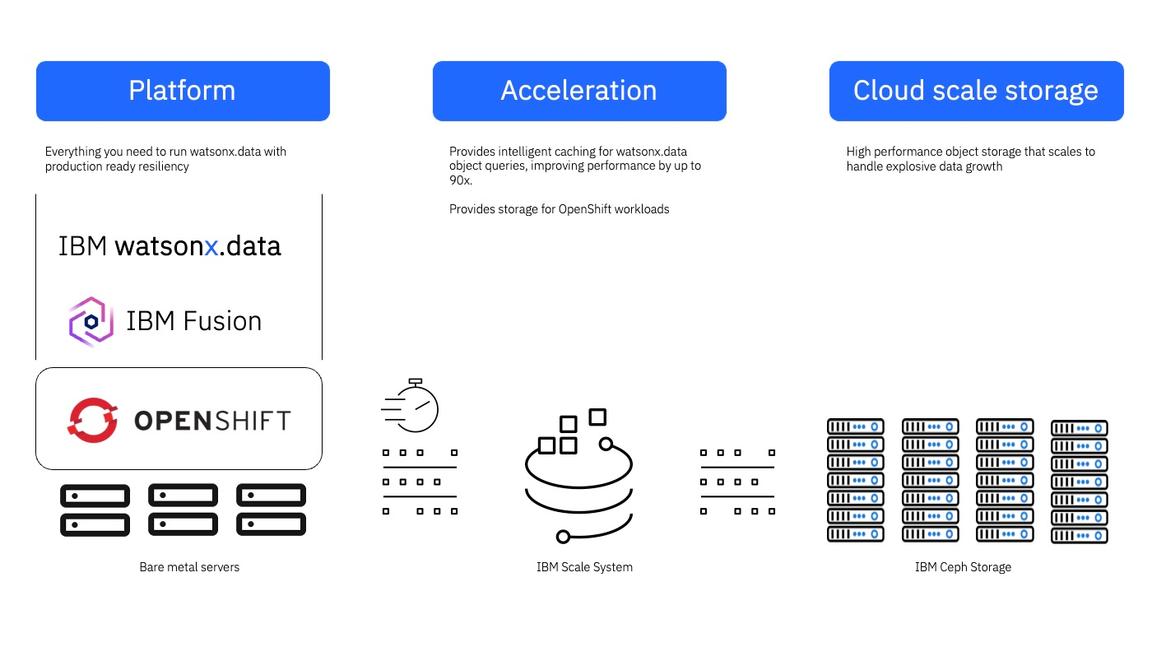 Platform
Everything you need to run watsonx.data with
production ready resiliency
IBM watsonx.data
IBM Fusion
OPENSHIFT
Bare metal servers
Acceleration
Provides intelligent caching for watsonx.data
object queries, improving performance by up to
90x.
Provides storage for OpenShift workloads
IBM Scale System
Cloud scale storage
High performance object storage that scales to
handle explosive data growth
IBM Ceph Storage